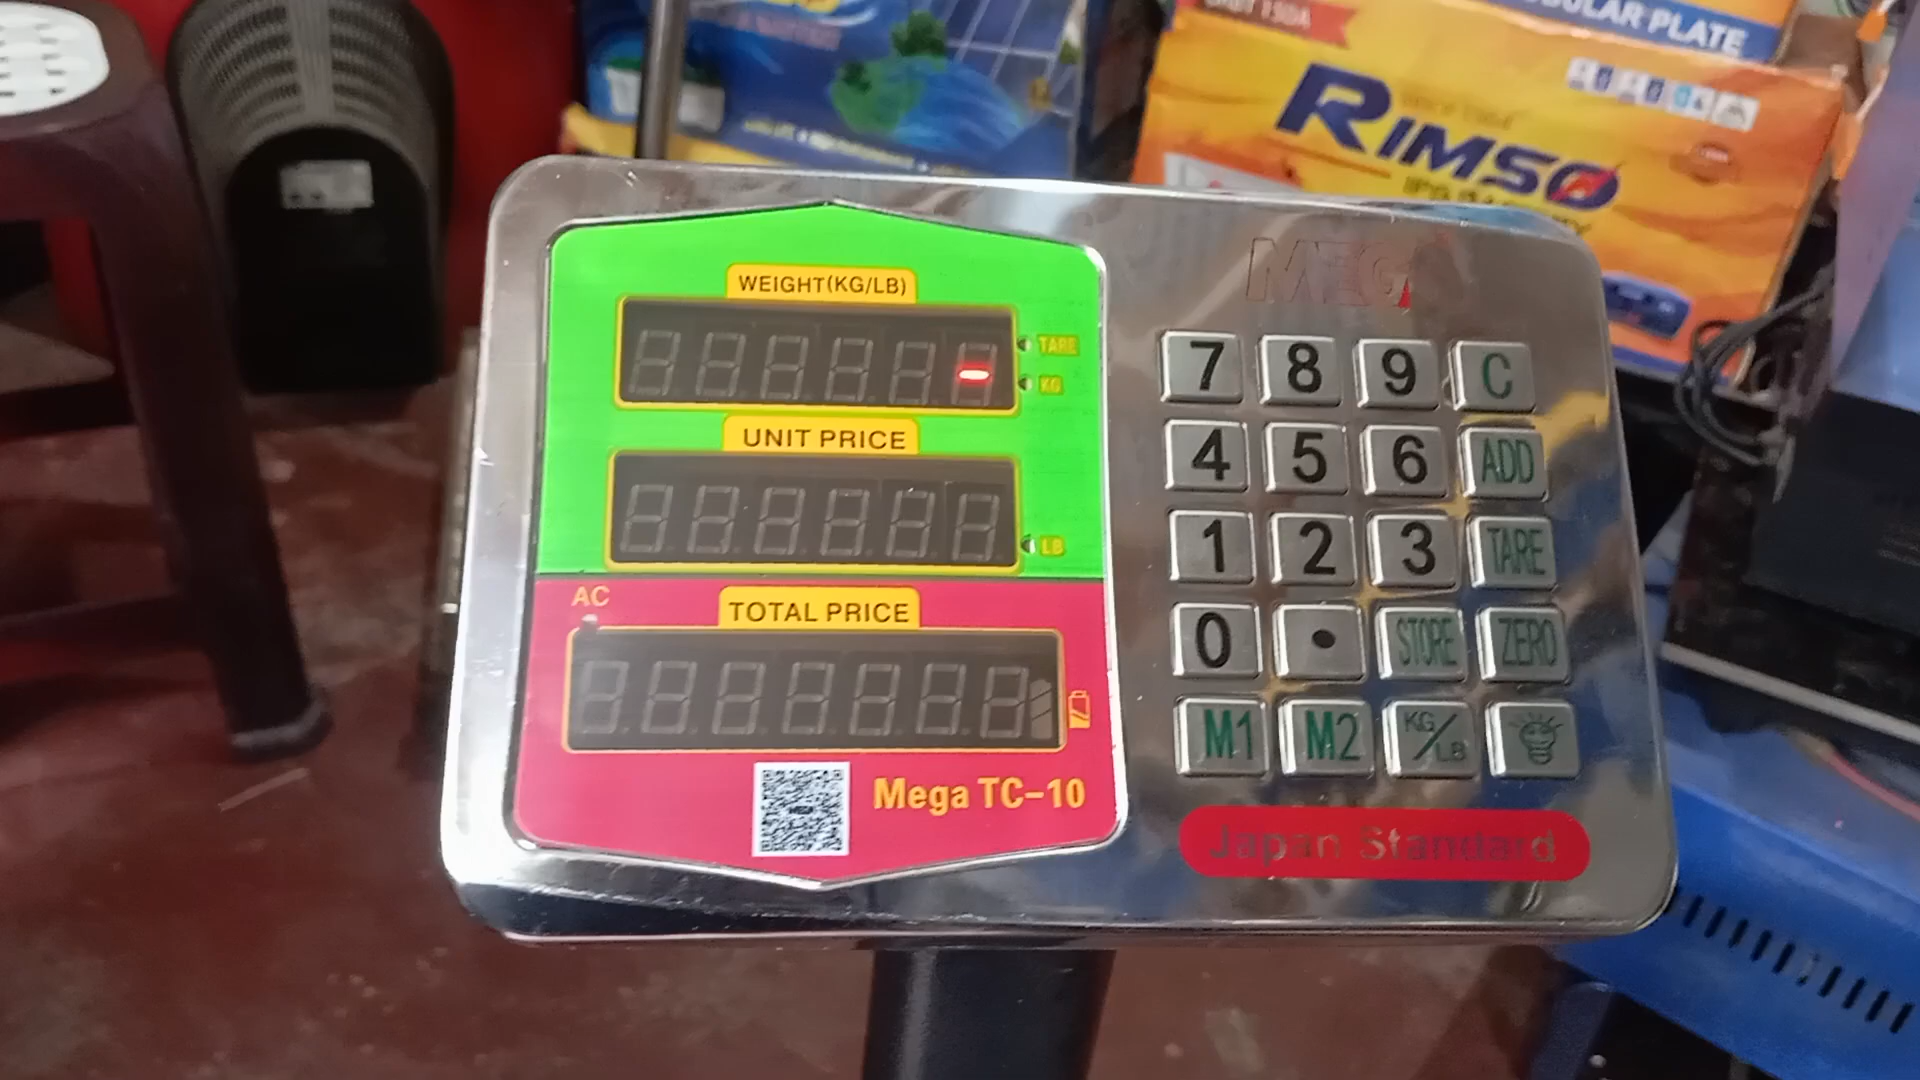 TUBULAR PLATE
RIMSO
MEGA
WEIGHT(KG/LB)
TARE
KG
UNIT PRICE
LB
AC
TOTAL PRICE
Mega TC-10
7 8 9 C
4 5 6 ADD
1 2 3 TARE
0 . STORE ZERO
M1 M2 KG/LB
Japan Standard